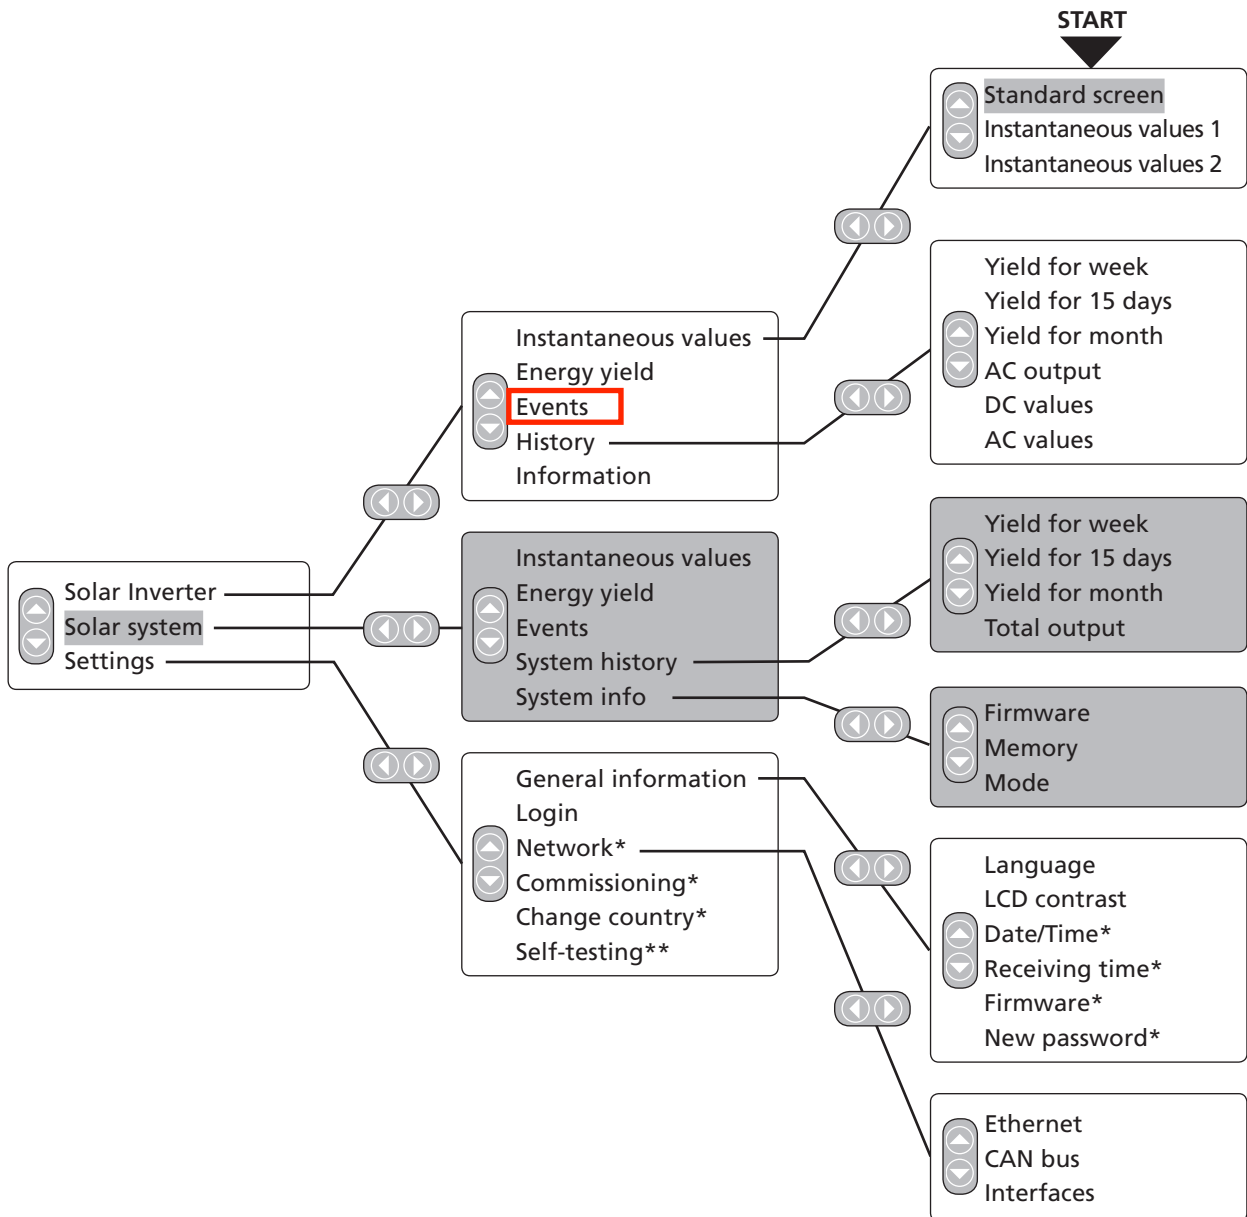 START
Standard screen
Instantaneous values 1
Instantaneous values 2
Yield for week
Yield for 15 days
Yield for month
AC output
DC values
AC values
Instantaneous values
Energy yield
Events
History
Information
Yield for week
Yield for 15 days
Yield for month
Total output
Instantaneous values
Energy yield
Events
System history
System info
Solar Inverter
Solar system
Settings
Firmware
Memory
Mode
General information
Login
Network*
Commissioning*
Change country*
Self-testing**
Language
LCD contrast
Date/Time*
Receiving time*
Firmware*
New password*
Ethernet
CAN bus
Interfaces